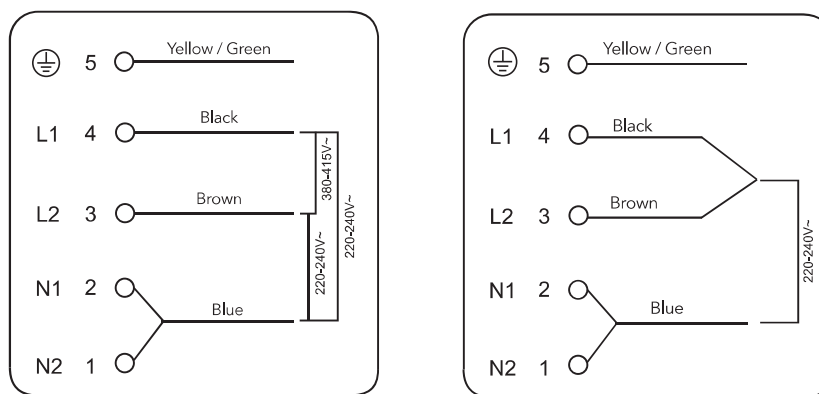 5 Yellow / Green
L1 4 Black
L2 3 Brown
N1 2
Blue
N2 1
380-415V~
220-240V~
220-240V~
5 Yellow / Green
L1 4 Black
L2 3 Brown
N1 2
Blue
N2 1
220-240V~